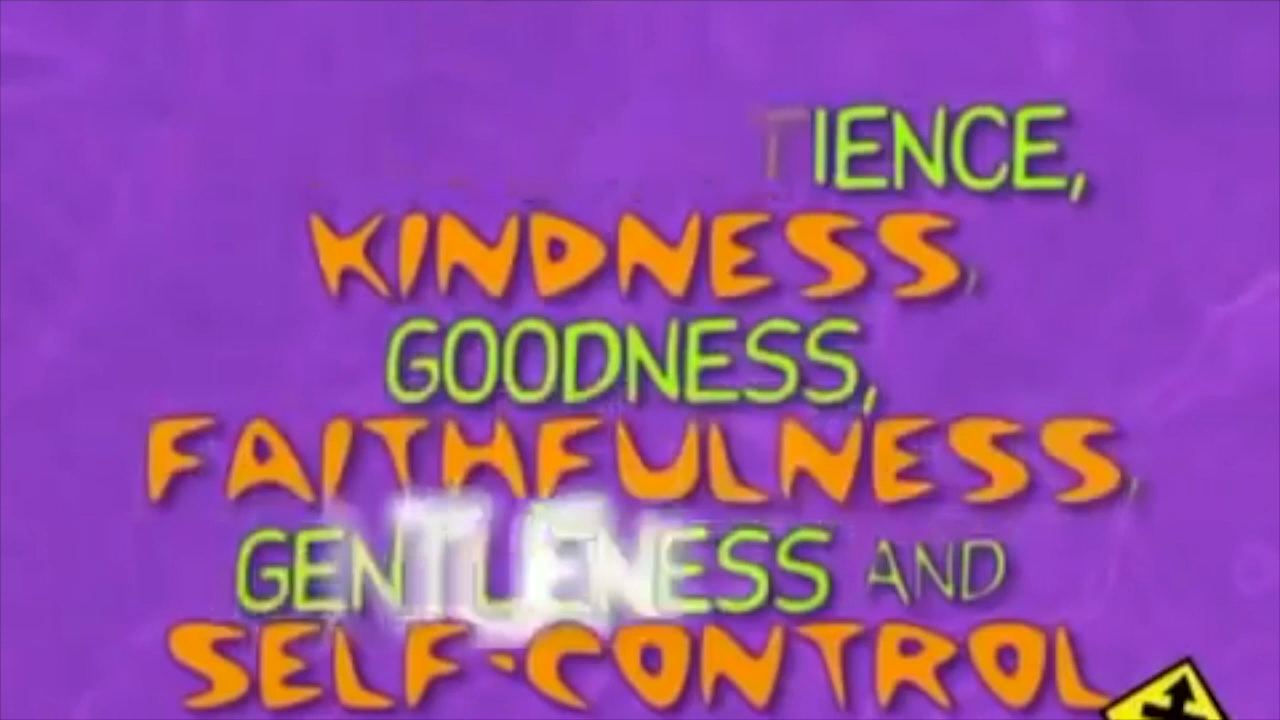 TIENCE,
KINDNESS,
GOODNESS,
FAITHFULNESS,
GENTLENESS AND
SELF-CONTROL